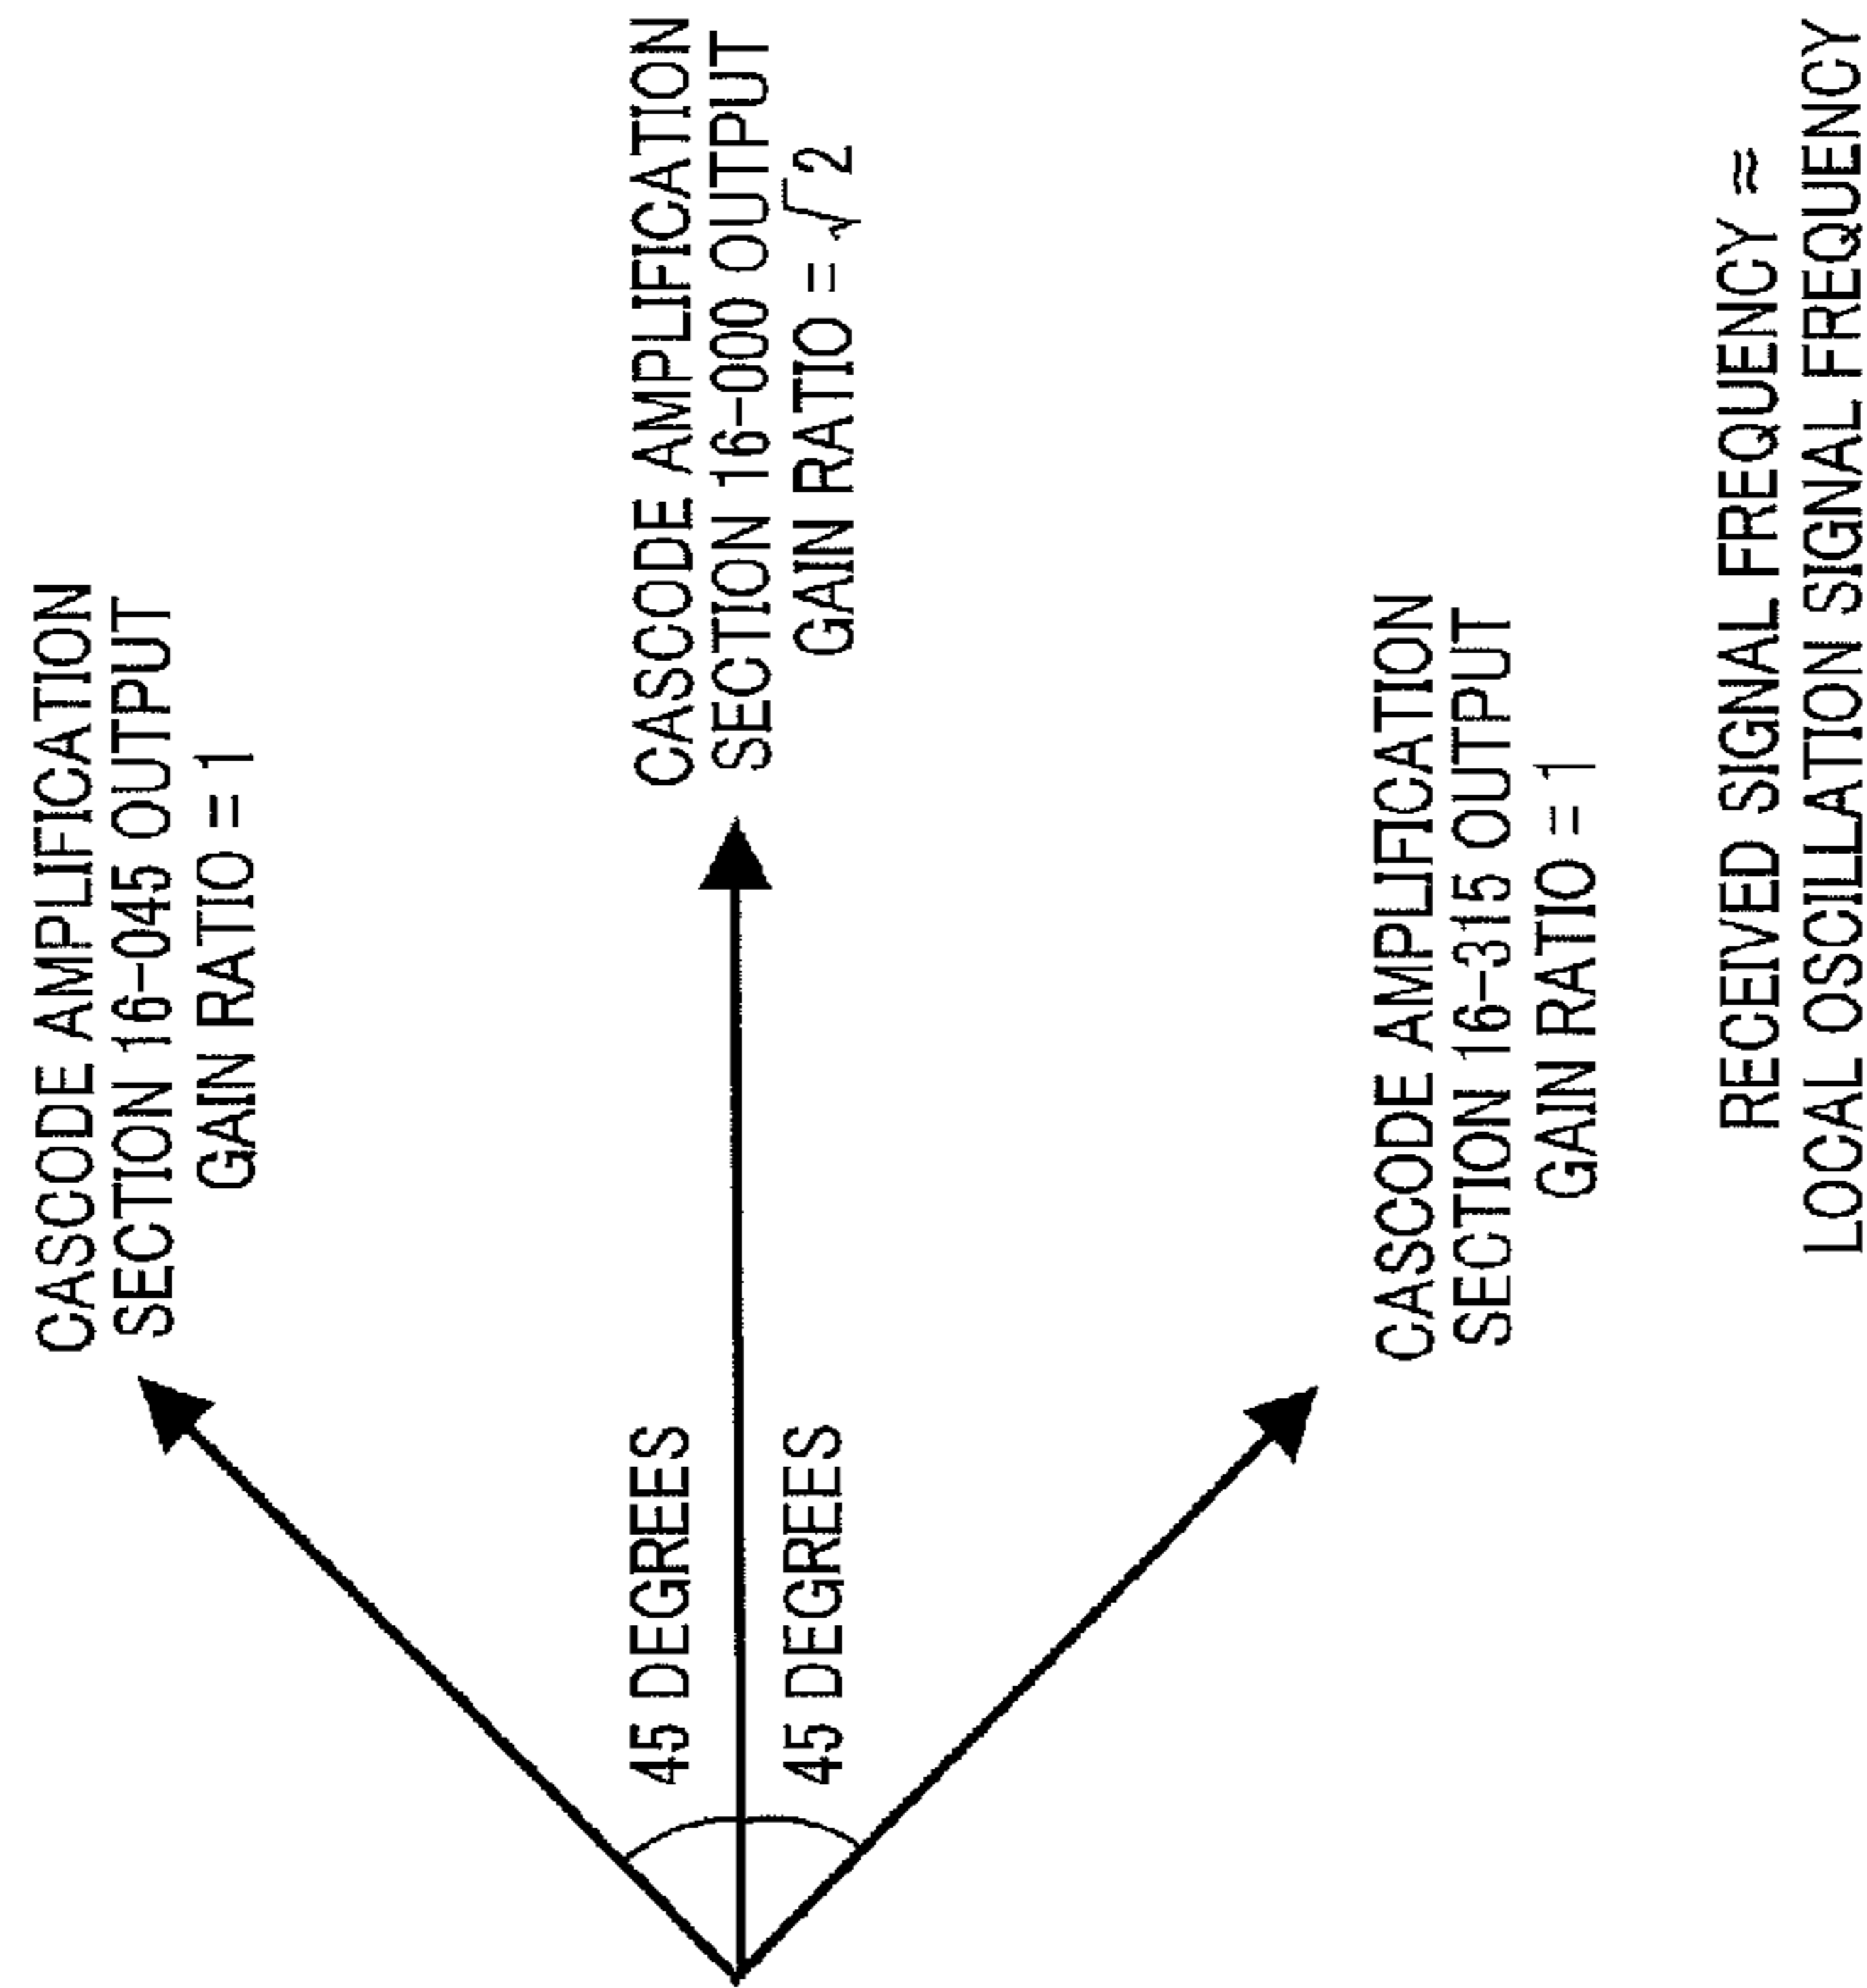 CASCODE AMPLIFICATION
SECTION 16-045 OUTPUT
GAIN RATIO = 1
45 DEGREES
45 DEGREES
CASCODE AMPLIFICATION
SECTION 16-000 OUTPUT
GAIN RATIO = √2
CASCODE AMPLIFICATION
SECTION 16-315 OUTPUT
GAIN RATIO = 1
RECEIVED SIGNAL FREQUENCY ≈
LOCAL OSCILLATION SIGNAL FREQUENCY